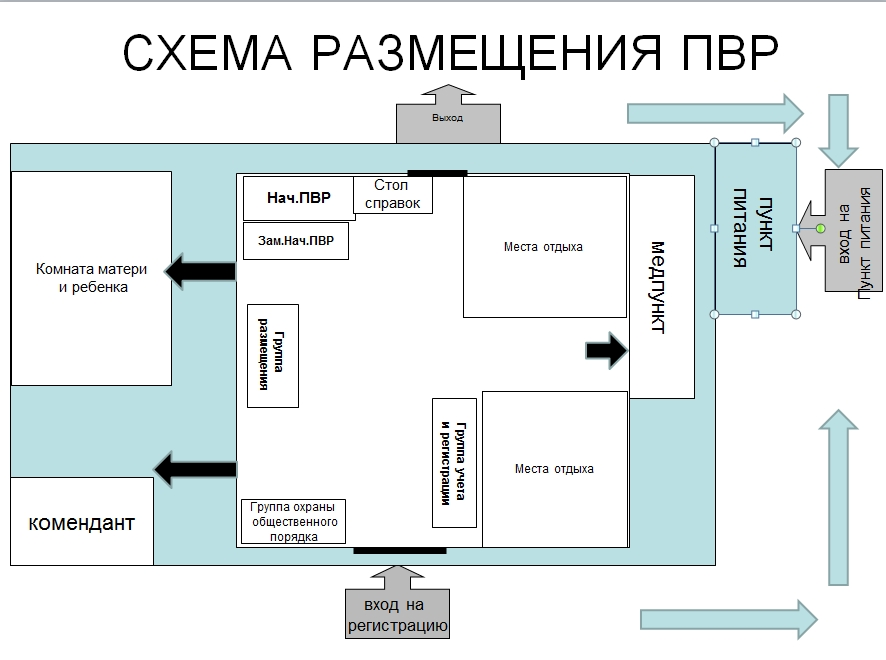 СХЕМА РАЗМЕЩЕНИЯ ПВР
Выход
Нач.ПВР
Стол
справок
Зам.Нач.ПВР
Комната матери
и ребенка
Места отдыха
медпункт
пункт
питания
вход на
Пункт питания
Группа
размещения
Группа учета
и регистрации
Места отдыха
комендант
Группа охраны
общественного
порядка
вход на
регистрацию